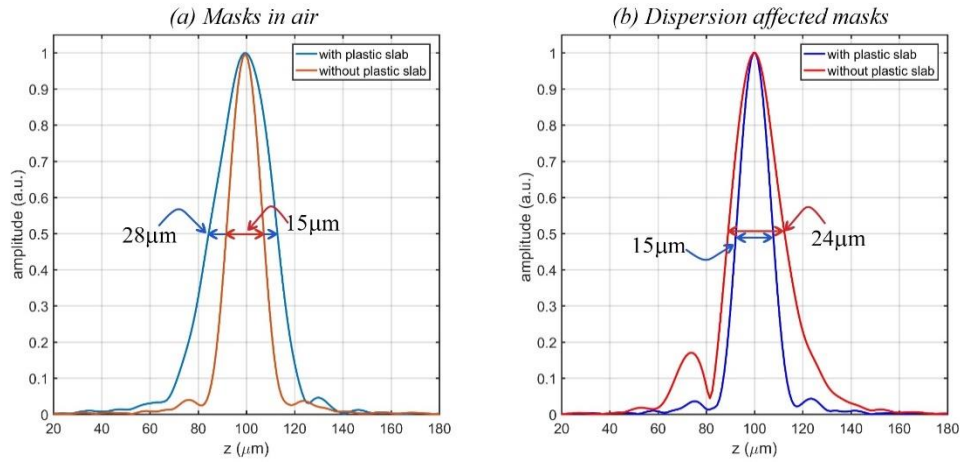 (a) Masks in air
with plastic slab
without plastic slab
1
0.9
0.8
0.7
0.6
0.5
0.4
0.3
0.2
0.1
0
amplitude (a.u.)
28μm
15μm
20 40 60 80 100 120 140 160 180
z (μm)
(b) Dispersion affected masks
with plastic slab
without plastic slab
1
0.9
0.8
0.7
0.6
0.5
0.4
0.3
0.2
0.1
0
amplitude (a.u.)
15μm
24μm
20 40 60 80 100 120 140 160 180
z (μm)